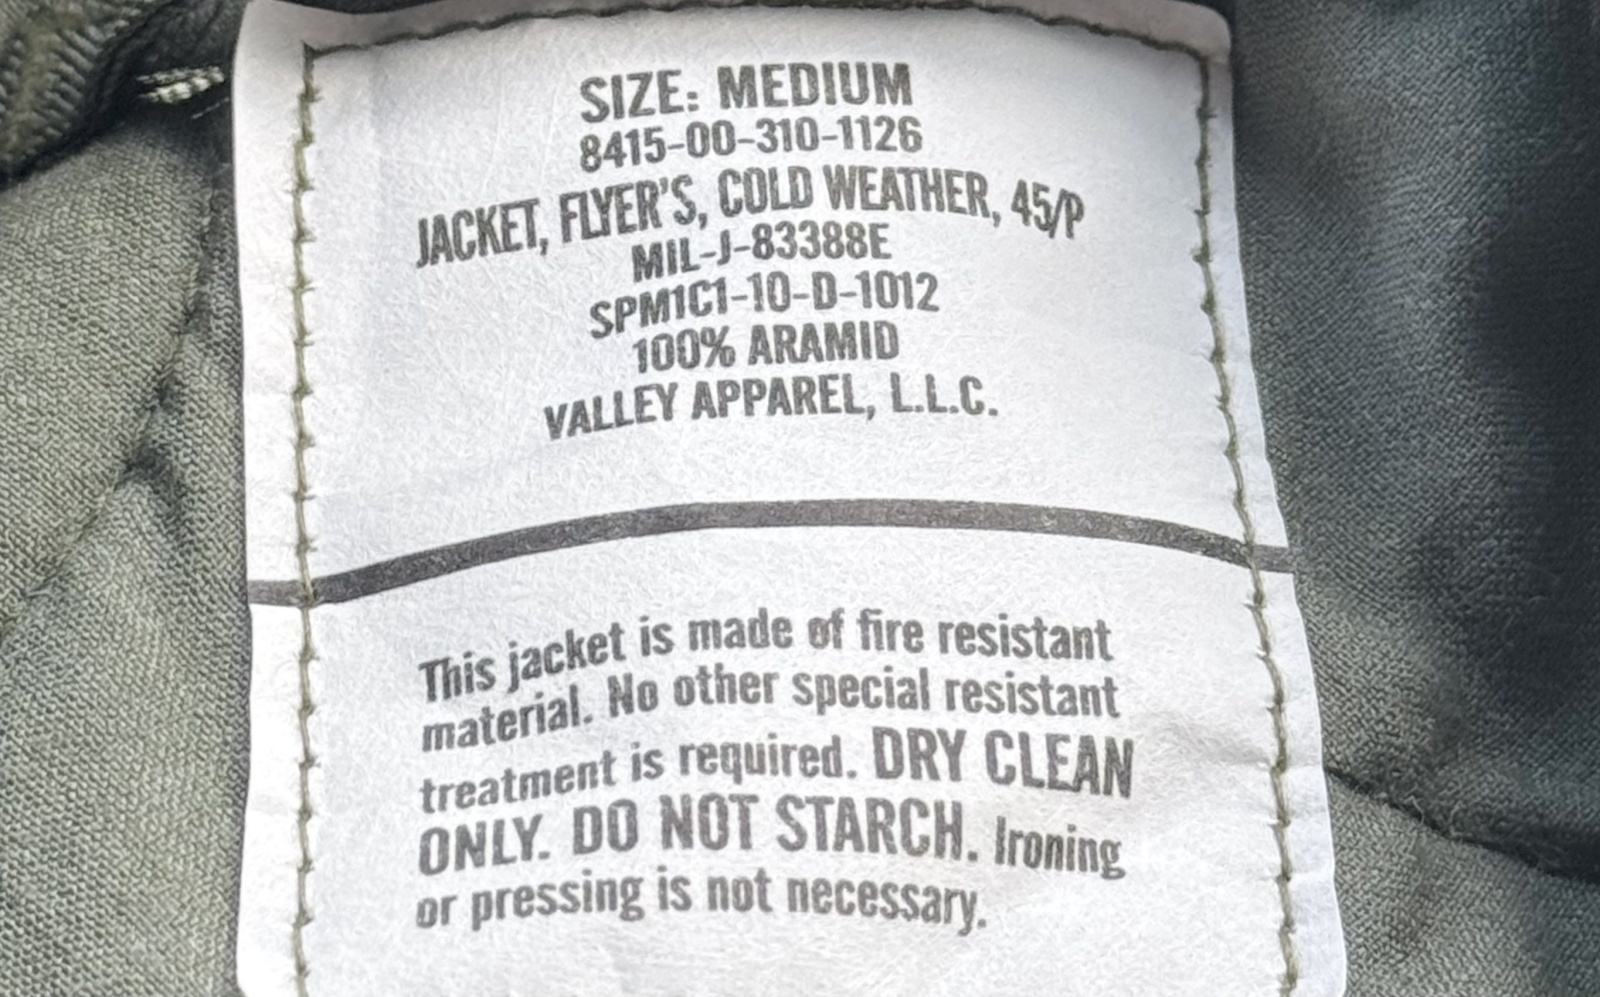 SIZE: MEDIUM
8415-00-310-1126
JACKET, FLYER'S, COLD WEATHER, 45/P
MIL-J-83388E
SPM1C1-10-D-1012
100% ARAMID
VALLEY APPAREL, L.L.C.
This jacket is made of fire resistant
material. No other special resistant
treatment is required. DRY CLEAN
ONLY. DO NOT STARCH. Ironing
or pressing is not necessary.